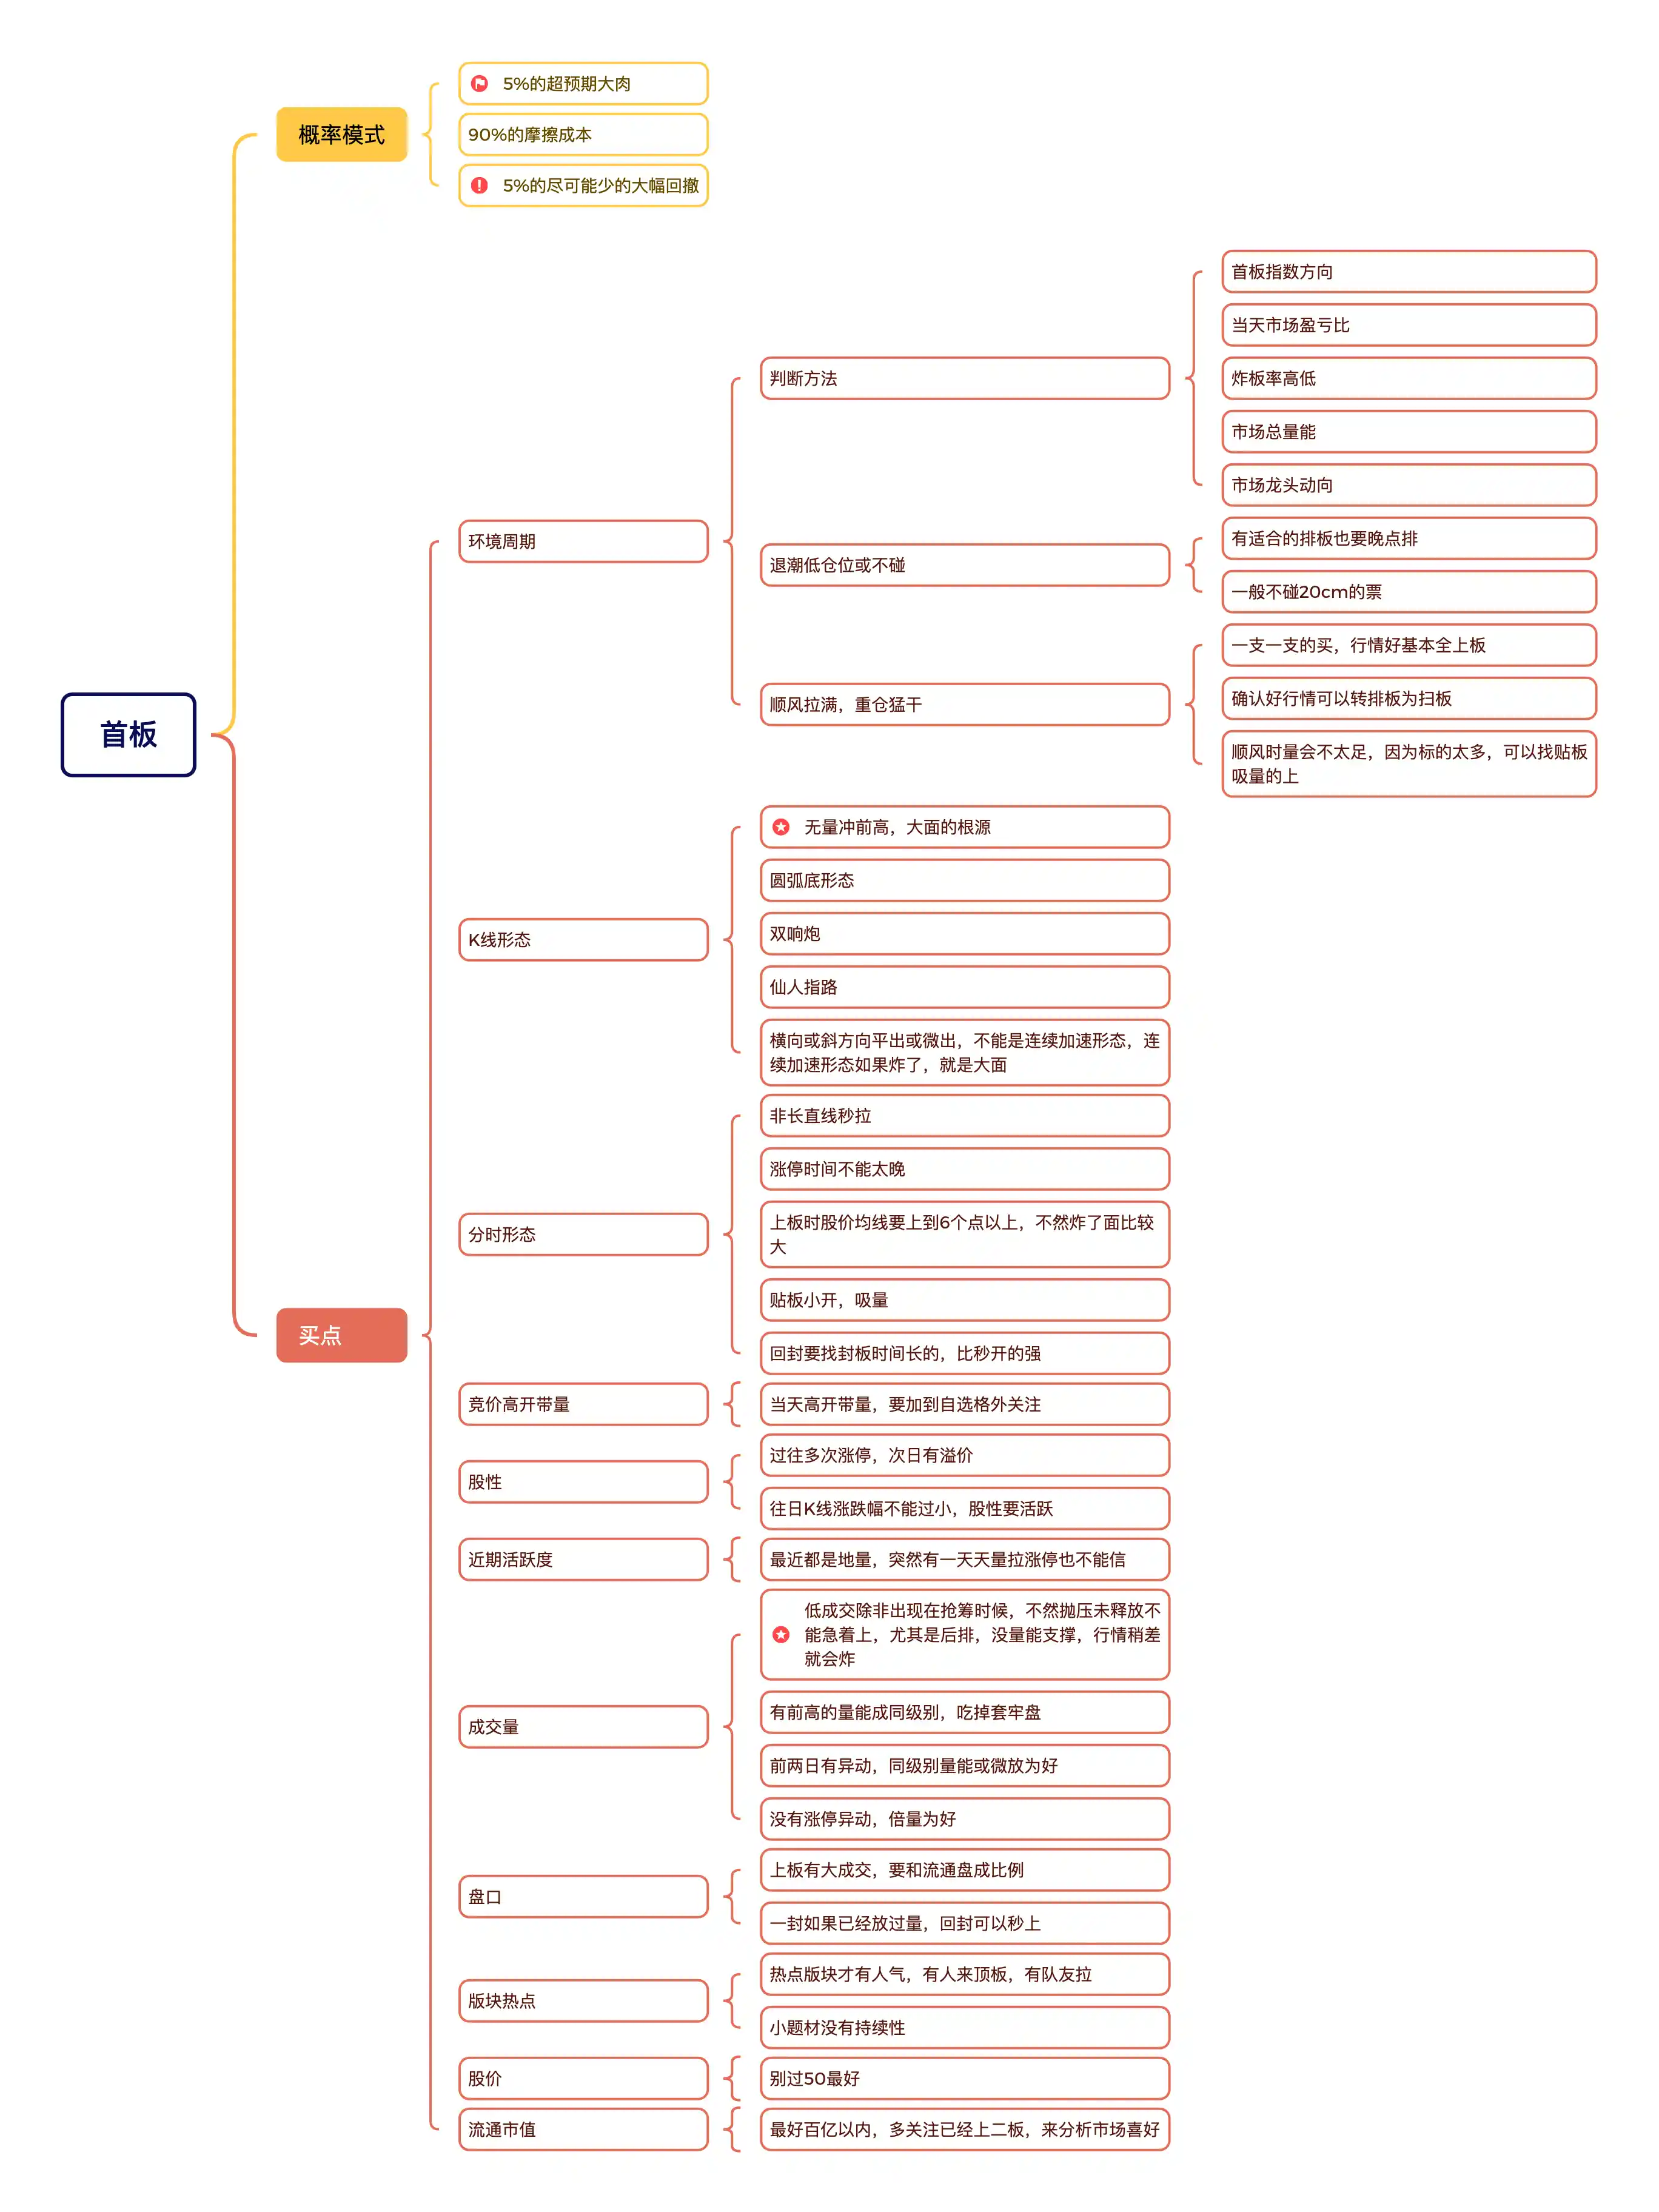 首板
概率模式
5%的超预期大肉
90%的摩擦成本
5%的尽可能少的大幅回撤
买点
环境周期
判断方法
首板指数方向
当天市场盈亏比
炸板率高低
市场总量能
市场龙头动向
退潮低仓位或不碰
有适合的排板也要晚点排
一般不碰20cm的票
顺风拉满，重仓猛干
一支一支的买，行情好基本全上板
确认好行情可以转排板为扫板
顺风时量会不太足，因为标的太多，可以找贴板
吸量的上
K线形态
无量冲前高，大面的根源
圆弧底形态
双响炮
仙人指路
横向或斜方向平出或微出，不能是连续加速形态，连
续加速形态如果炸了，就是大面
分时形态
非长直线秒拉
涨停时间不能太晚
上板时股价均线要上到6个点以上，不然炸了面比较
大
贴板小开，吸量
回封要找封板时间长的，比秒开的强
竞价高开带量
当天高开带量，要加到自选格外关注
股性
过往多次涨停，次日有溢价
往日K线涨跌幅不能过小，股性要活跃
近期活跃度
最近都是地量，突然有一天天量拉涨停也不能信
成交量
低成交除非出现在抢筹时候，不然抛压未释放不
能急着上，尤其是后排，没量能支撑，行情稍差
就会炸
有前高的量能成同级别，吃掉套牢盘
前两日有异动，同级别量能或微放为好
没有涨停异动，倍量为好
盘口
上板有大成交，要和流通盘成比例
一封如果已经放过量，回封可以秒上
版块热点
热点版块才有人气，有人来顶板，有队友拉
小题材没有持续性
股价
别过50最好
流通市值
最好百亿以内，多关注已经上二板，来分析市场喜好